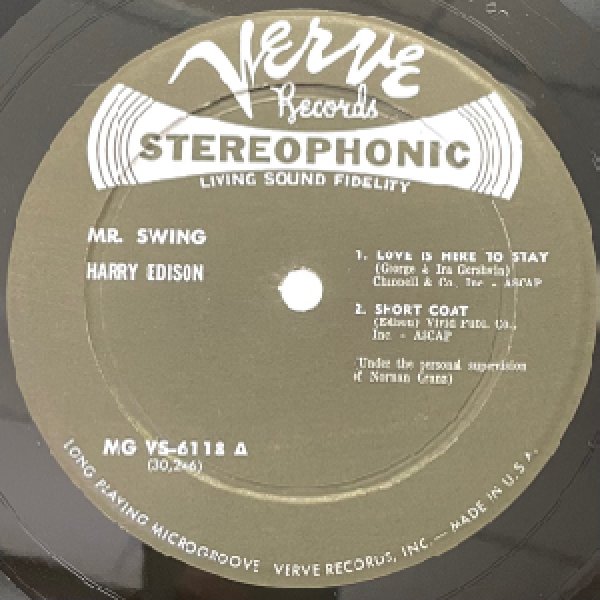 Verve
Records
STEREOPHONIC
LIVING SOUND FIDELITY
MR. SWING
HARRY EDISON
1. LOVE IS HERE TO STAY
(George & Ira Gershwin)
Chappell & Co., Inc. - ASCAP
2. SHORT COAT
(Edison) Vivid Publ. Co.,
Inc. - ASCAP
(Under the personal supervision
of Norman Granz)
MG VS-6118 A
(30,246)
LONG PLAYING MICROGROOVE VERVE RECORDS, INC. — MADE IN U.S.A.